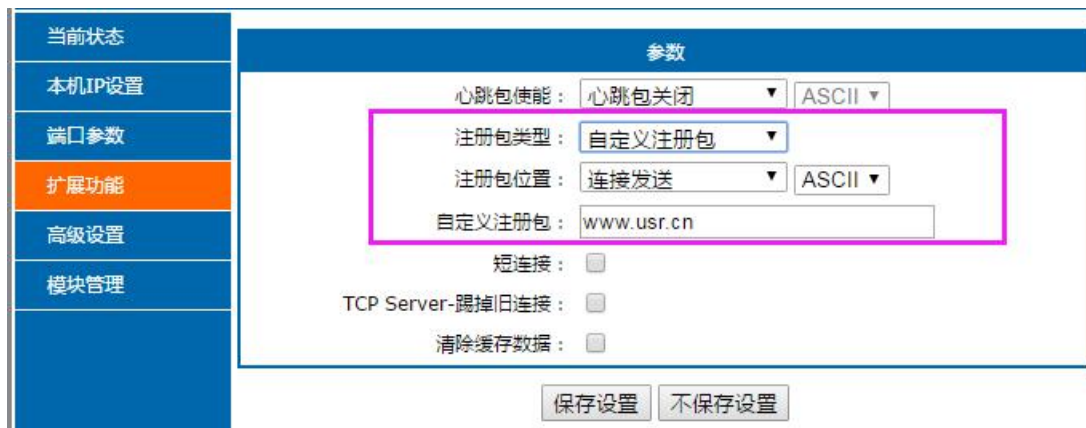 当前状态
本机IP设置
端口参数
扩展功能
高级设置
模块管理
参数
心跳包使能： 心跳包关闭 ASCII
注册包类型： 自定义注册包
注册包位置： 连接发送 ASCII
自定义注册包： www.usr.cn
短连接：
TCP Server-踢掉旧连接：
清除缓存数据：
保存设置 不保存设置